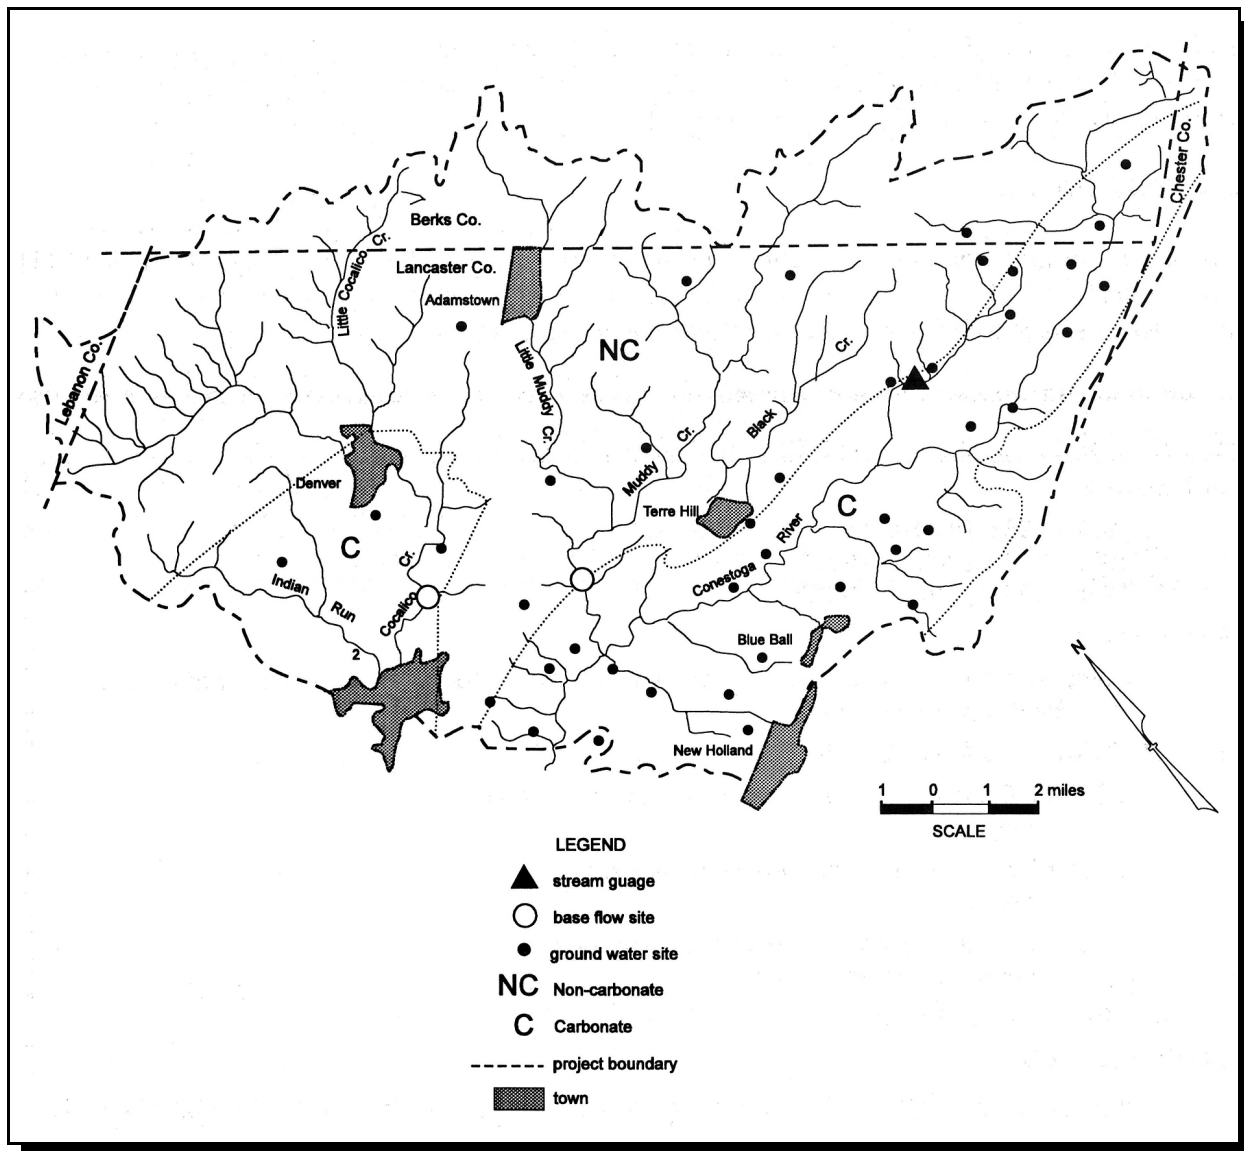 N
Chester Co.
Berks Co.
Little Cocalico Cr.
Lancaster Co.
Adamstown
Lebanon Co.
NC
Cr.
Little Muddy Cr.
Black
Muddy
Cr.
Denver
Terre Hill
C
C
River
Conestoga
Cr.
Cocalico
Indian
Run
2
Blue Ball
New Holland
1 0 1 2 miles
SCALE
LEGEND
stream guage
base flow site
ground water site
NC Non-carbonate
C Carbonate
project boundary
town